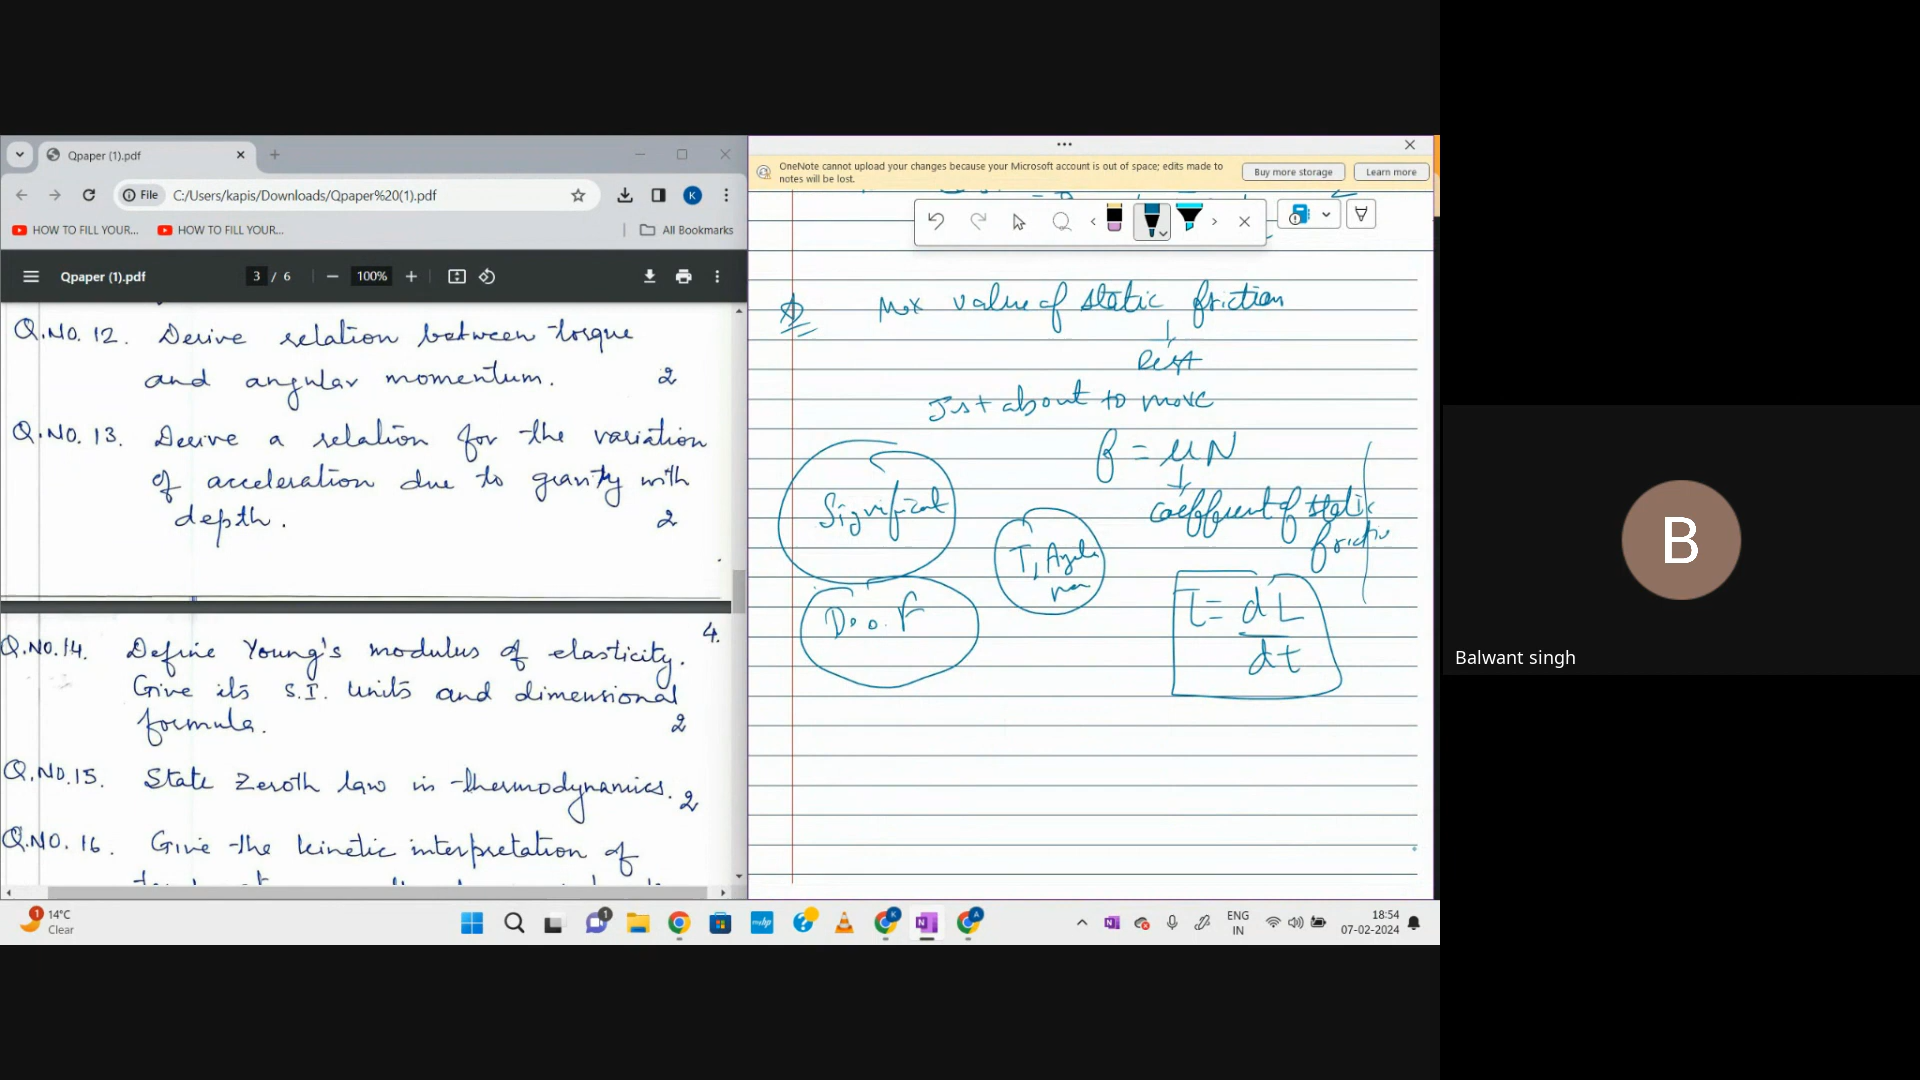 Qpaper (1).pdf
File C:/Users/kapis/Downloads/Qpaper%20(1).pdf
K
HOW TO FILL YOUR... HOW TO FILL YOUR... All Bookmarks
Qpaper (1).pdf 3 / 6 100%
Q.NO. 12. Derive relation between torque
and angular momentum. 2
Q.NO. 13. Derive a relation for the variation
of acceleration due to gravity with
depth. 2
4.
Q.NO.14. Define Young's modulus of elasticity.
Give its S.I. Units and dimensional
formula. 2
Q.NO.15. State Zeroth law in thermodynamics. 2
Q.NO. 16. Give the kinetic interpretation of
OneNote cannot upload your changes because your Microsoft account is out of space; edits made to
notes will be lost.
Buy more storage Learn more
Max value of static friction
Rest
Just about to move
f = μN
coefficient of static
Significat
T,
D.o.F
τ = dL
dt
B
Balwant singh
1 14°C
Clear
1
myhp
K
A
ENG
IN
18:54
07-02-2024